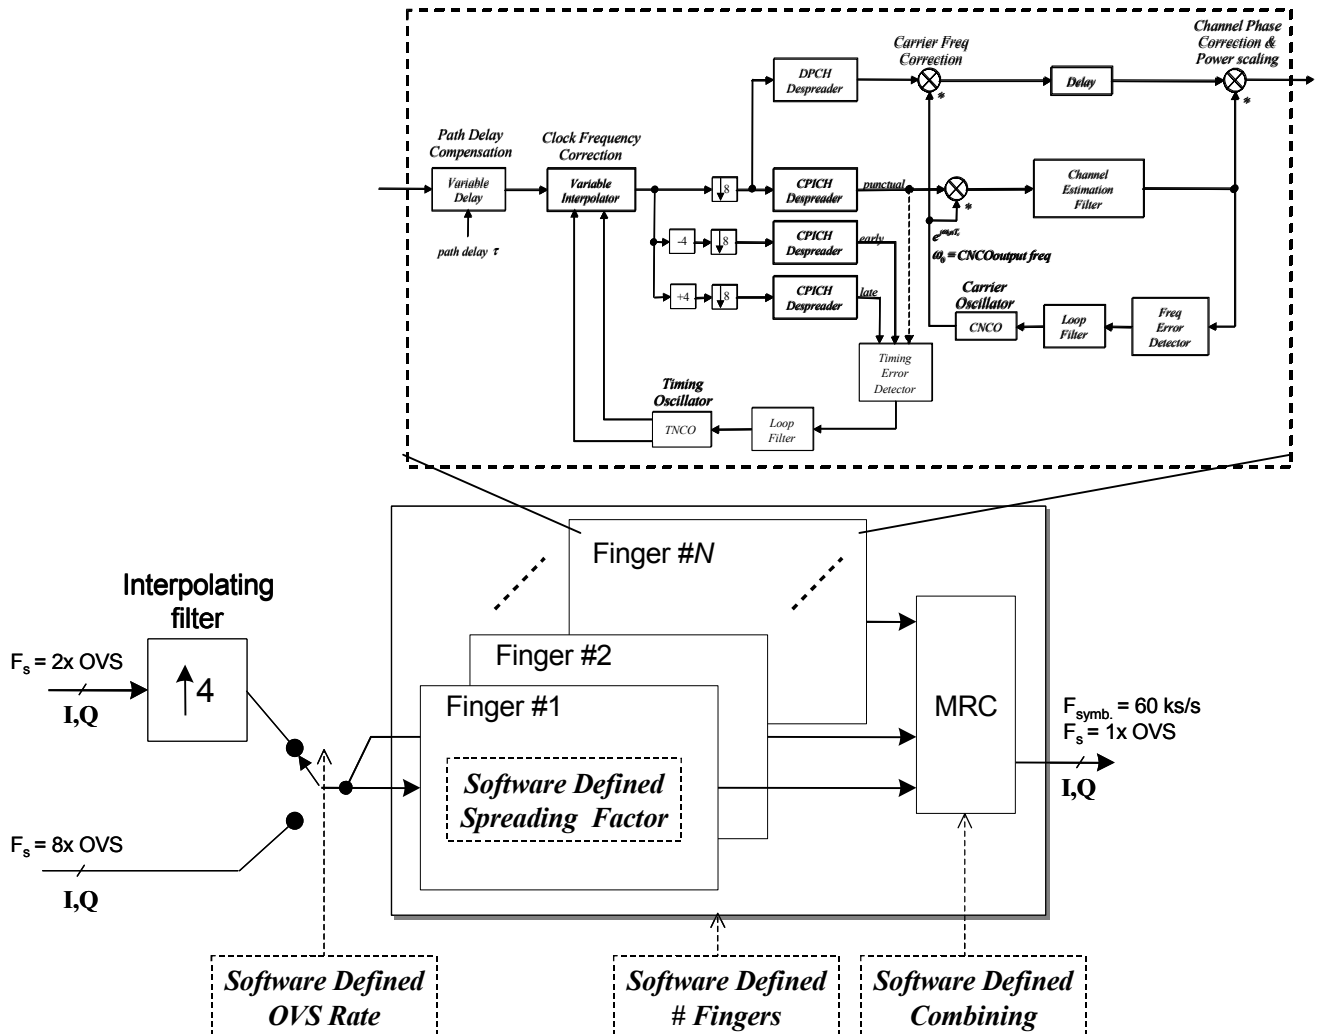 Carrier Freq
Correction
Channel Phase
Correction &
Power scaling
DPCH
Despreader
*
Delay
*
Path Delay
Compensation
Variable
Delay
path delay τ
Clock Frequency
Correction
Variable
Interpolator
↓8
CPICH
Despreader
punctual
*
Channel
Estimation
Filter
-4
↓8
CPICH
Despreader
early
ω₀ = CNCO output freq
+4
↓8
CPICH
Despreader
late
Carrier
Oscillator
CNCO
Loop
Filter
Freq
Error
Detector
Timing
Error
Detector
Timing
Oscillator
TNCO
Loop
Filter
Finger #N
Interpolating
filter
Fs = 2x OVS
I,Q
↑4
Finger #2
Finger #1
Software Defined
Spreading Factor
MRC
Fsymb. = 60 ks/s
Fs = 1x OVS
I,Q
Fs = 8x OVS
I,Q
Software Defined
OVS Rate
Software Defined
# Fingers
Software Defined
Combining